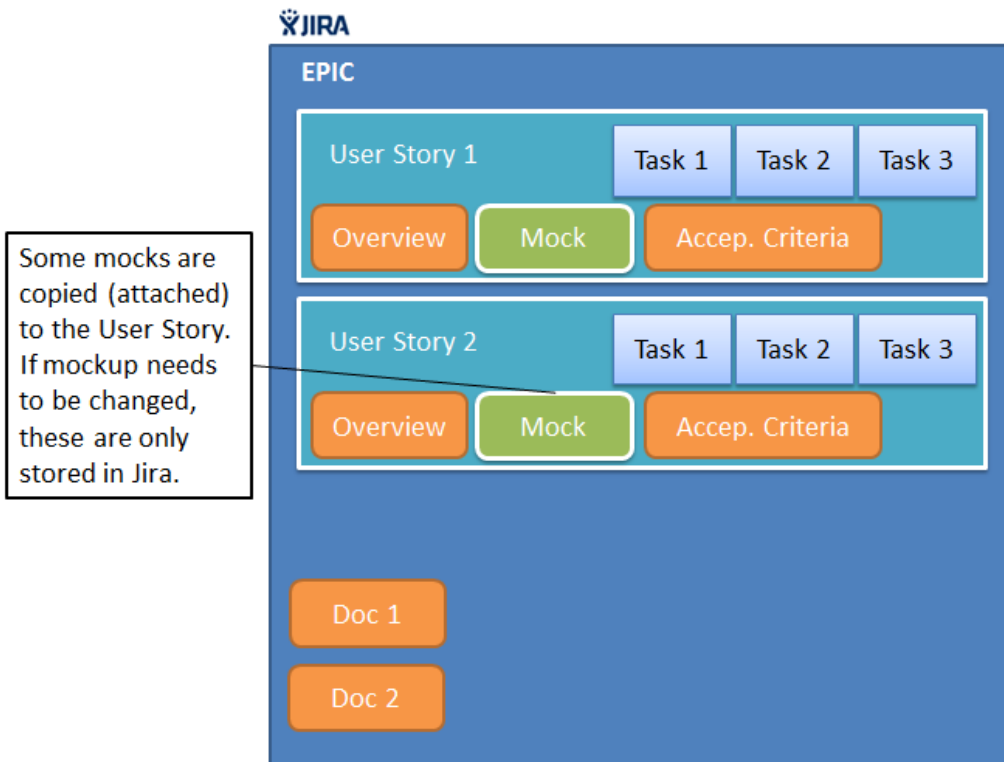 JIRA
EPIC
User Story 1
Task 1
Task 2
Task 3
Overview
Mock
Accep. Criteria
Some mocks are
copied (attached)
to the User Story.
If mockup needs
to be changed,
these are only
stored in Jira.
User Story 2
Task 1
Task 2
Task 3
Overview
Mock
Accep. Criteria
Doc 1
Doc 2